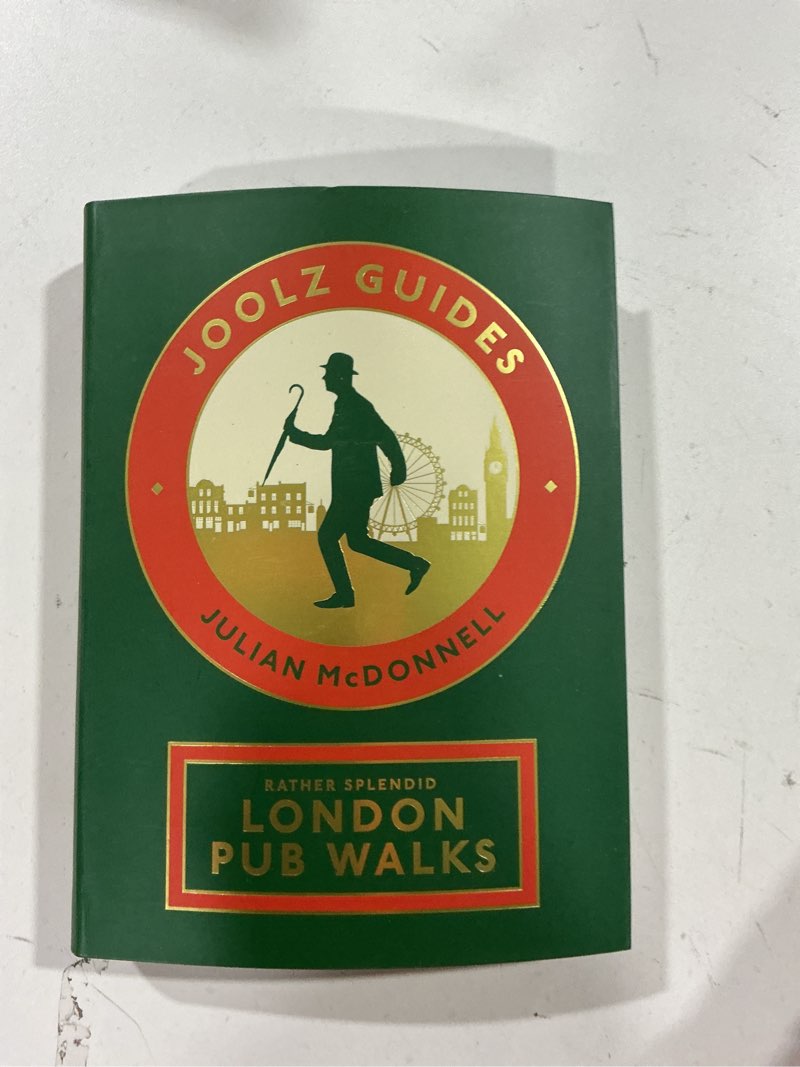 JOOLZ GUIDES
JULIAN McDONNELL
RATHER SPLENDID
LONDON
PUB WALKS